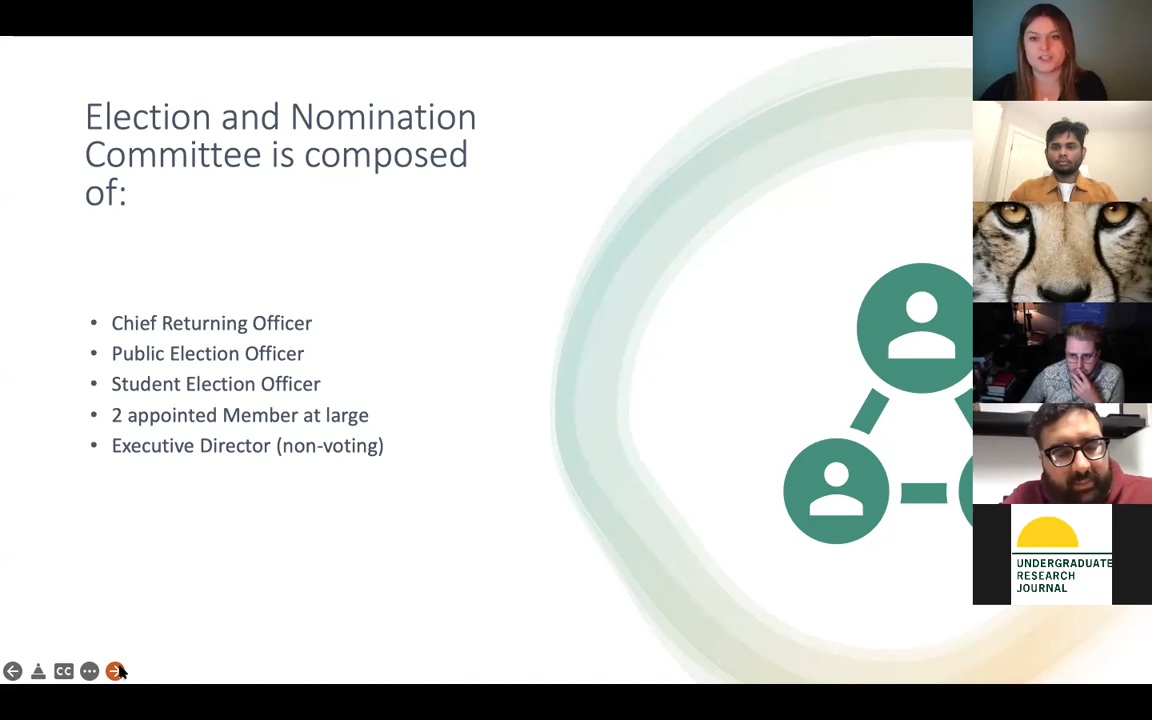 Election and Nomination
Committee is composed
of:
• Chief Returning Officer
• Public Election Officer
• Student Election Officer
• 2 appointed Member at large
• Executive Director (non-voting)
CC
UNDERGRADUATE
RESEARCH
JOURNAL